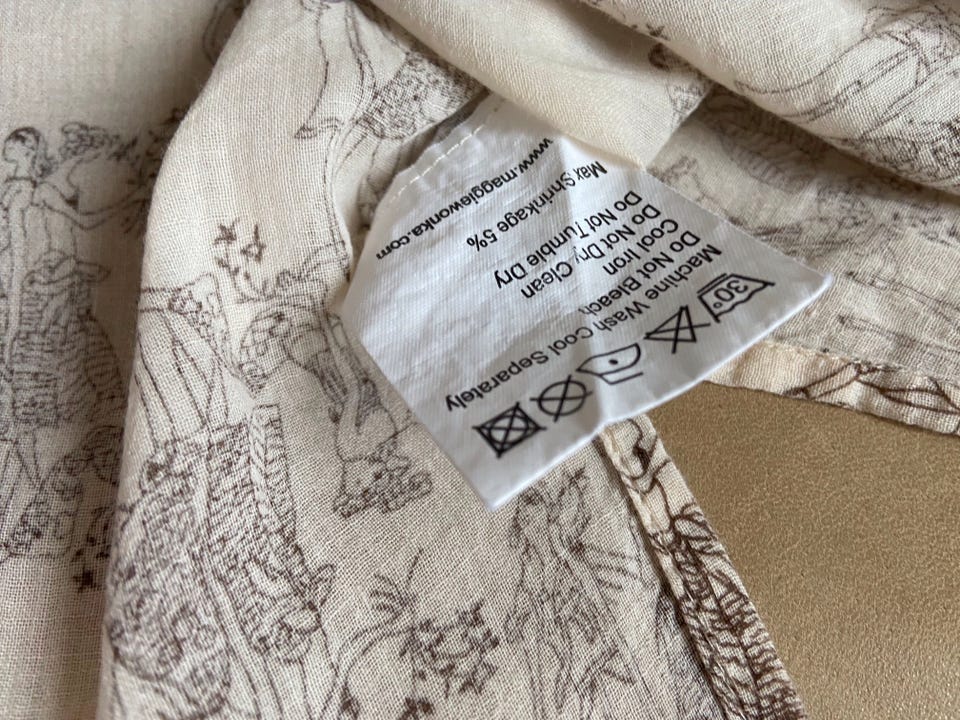 30°
Machine Wash Cool Separately
Do Not Bleach
Cool Iron
Do Not Dry Clean
Do Not Tumble Dry
Max Shrinkage 5%
www.maggiewonka.com